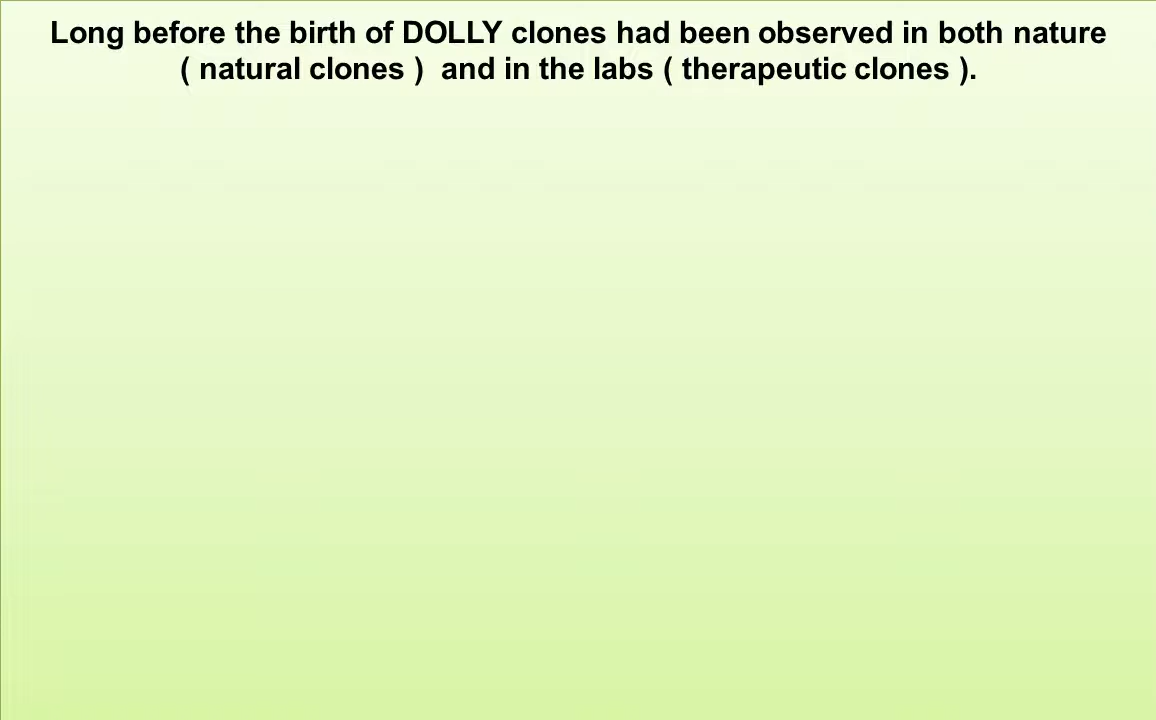 Long before the birth of DOLLY clones had been observed in both nature
( natural clones )  and in the labs ( therapeutic clones ).